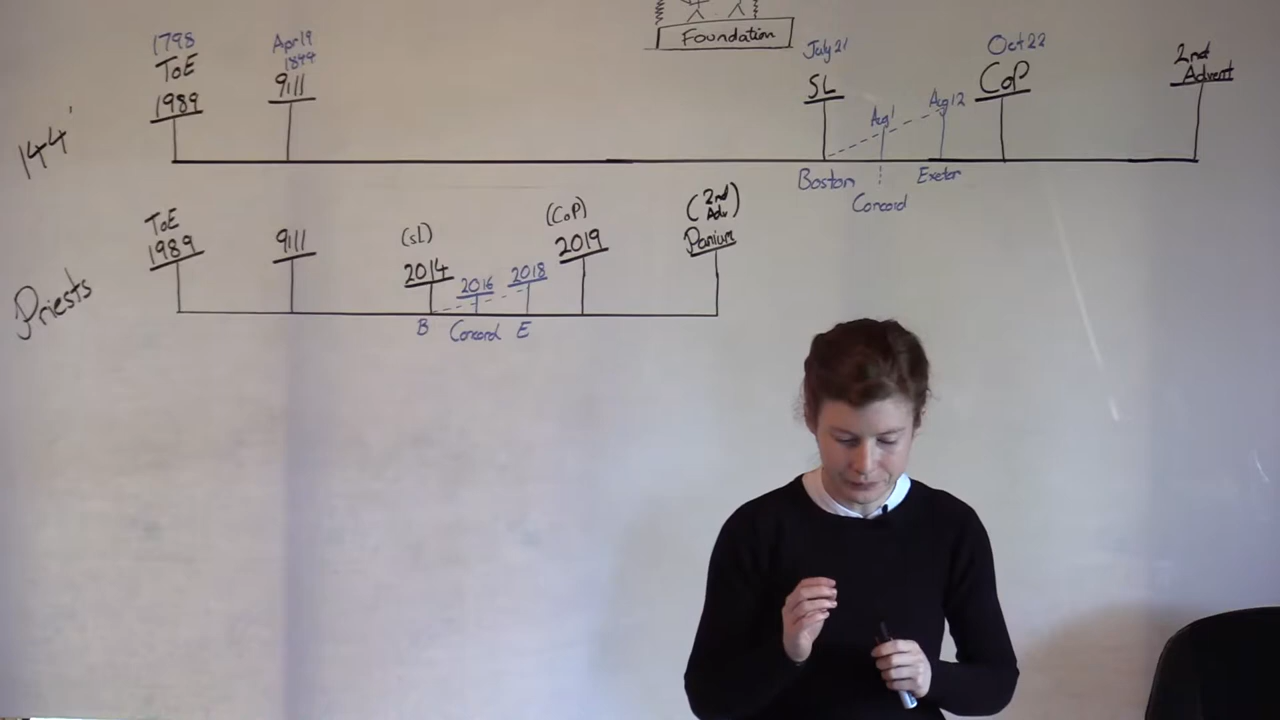 Foundation
144'
1798
ToE
1989
Apr 19
1844
9/11
July 21
SL
Aug 1
Aug 12
Oct 22
CoP
2nd
Advent
Boston
Concord
Exeter
Priests
ToE
1989
9/11
(SL)
2014
2016
2018
(CoP)
2019
(2nd
Adv)
Panium
B
Concord
E